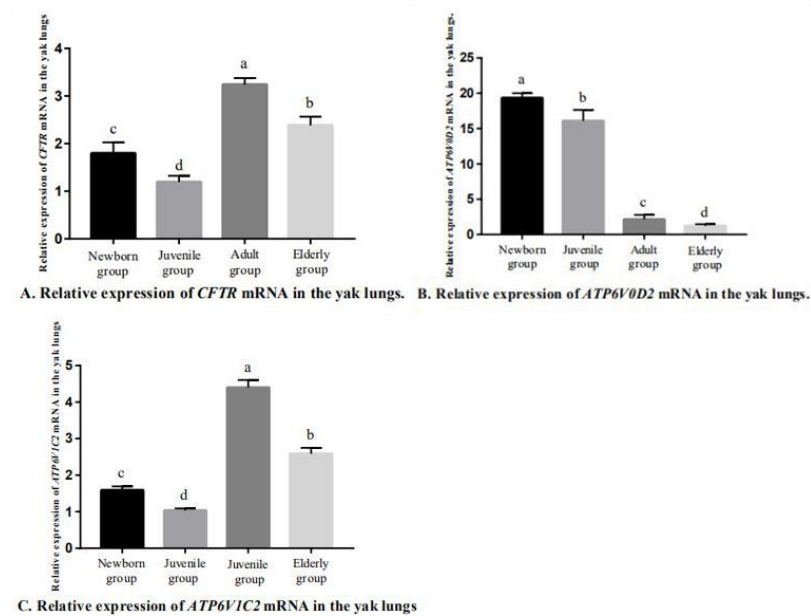 Relative expression of CFTR mRNA in the yak lungs
4
3
2
1
0
c
d
a
b
Newborn group
Juvenile group
Adult group
Elderly group
A. Relative expression of CFTR mRNA in the yak lungs.
Relative expression of ATP6V0D2 mRNA in the yak lungs.
25
20
15
10
5
0
a
b
c
d
Newborn group
Juvenile group
Adult group
Elderly group
B. Relative expression of ATP6V0D2 mRNA in the yak lungs.
Relative expression of ATP6V1C2 mRNA in the yak lungs
5
4
3
2
1
0
c
d
a
b
Newborn group
Juvenile group
Juvenile group
Elderly group
C. Relative expression of ATP6V1C2 mRNA in the yak lungs